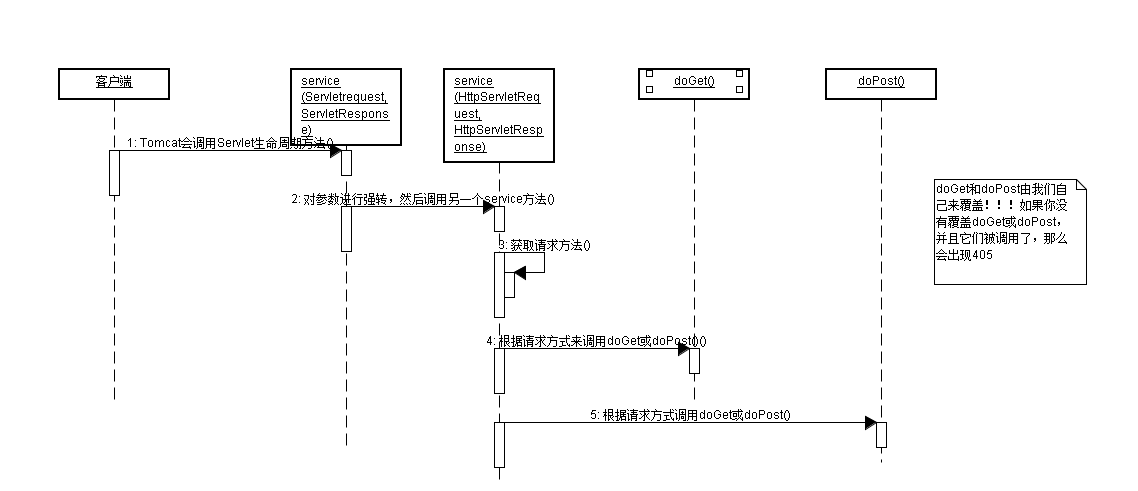 客户端
service
(Servletrequest,
ServletRespons
e)
service
(HttpServletReq
uest,
HttpServletResp
onse)
doGet()
doPost()
1: Tomcat会调用Servlet生命周期方法()
2: 对参数进行强转，然后调用另一个service方法()
3: 获取请求方法()
4: 根据请求方式来调用doGet或doPost()()
5: 根据请求方式调用doGet或doPost()
doGet和doPost由我们自
己来覆盖！！！如果你没
有覆盖doGet或doPost，
并且它们被调用了，那么
会出现405